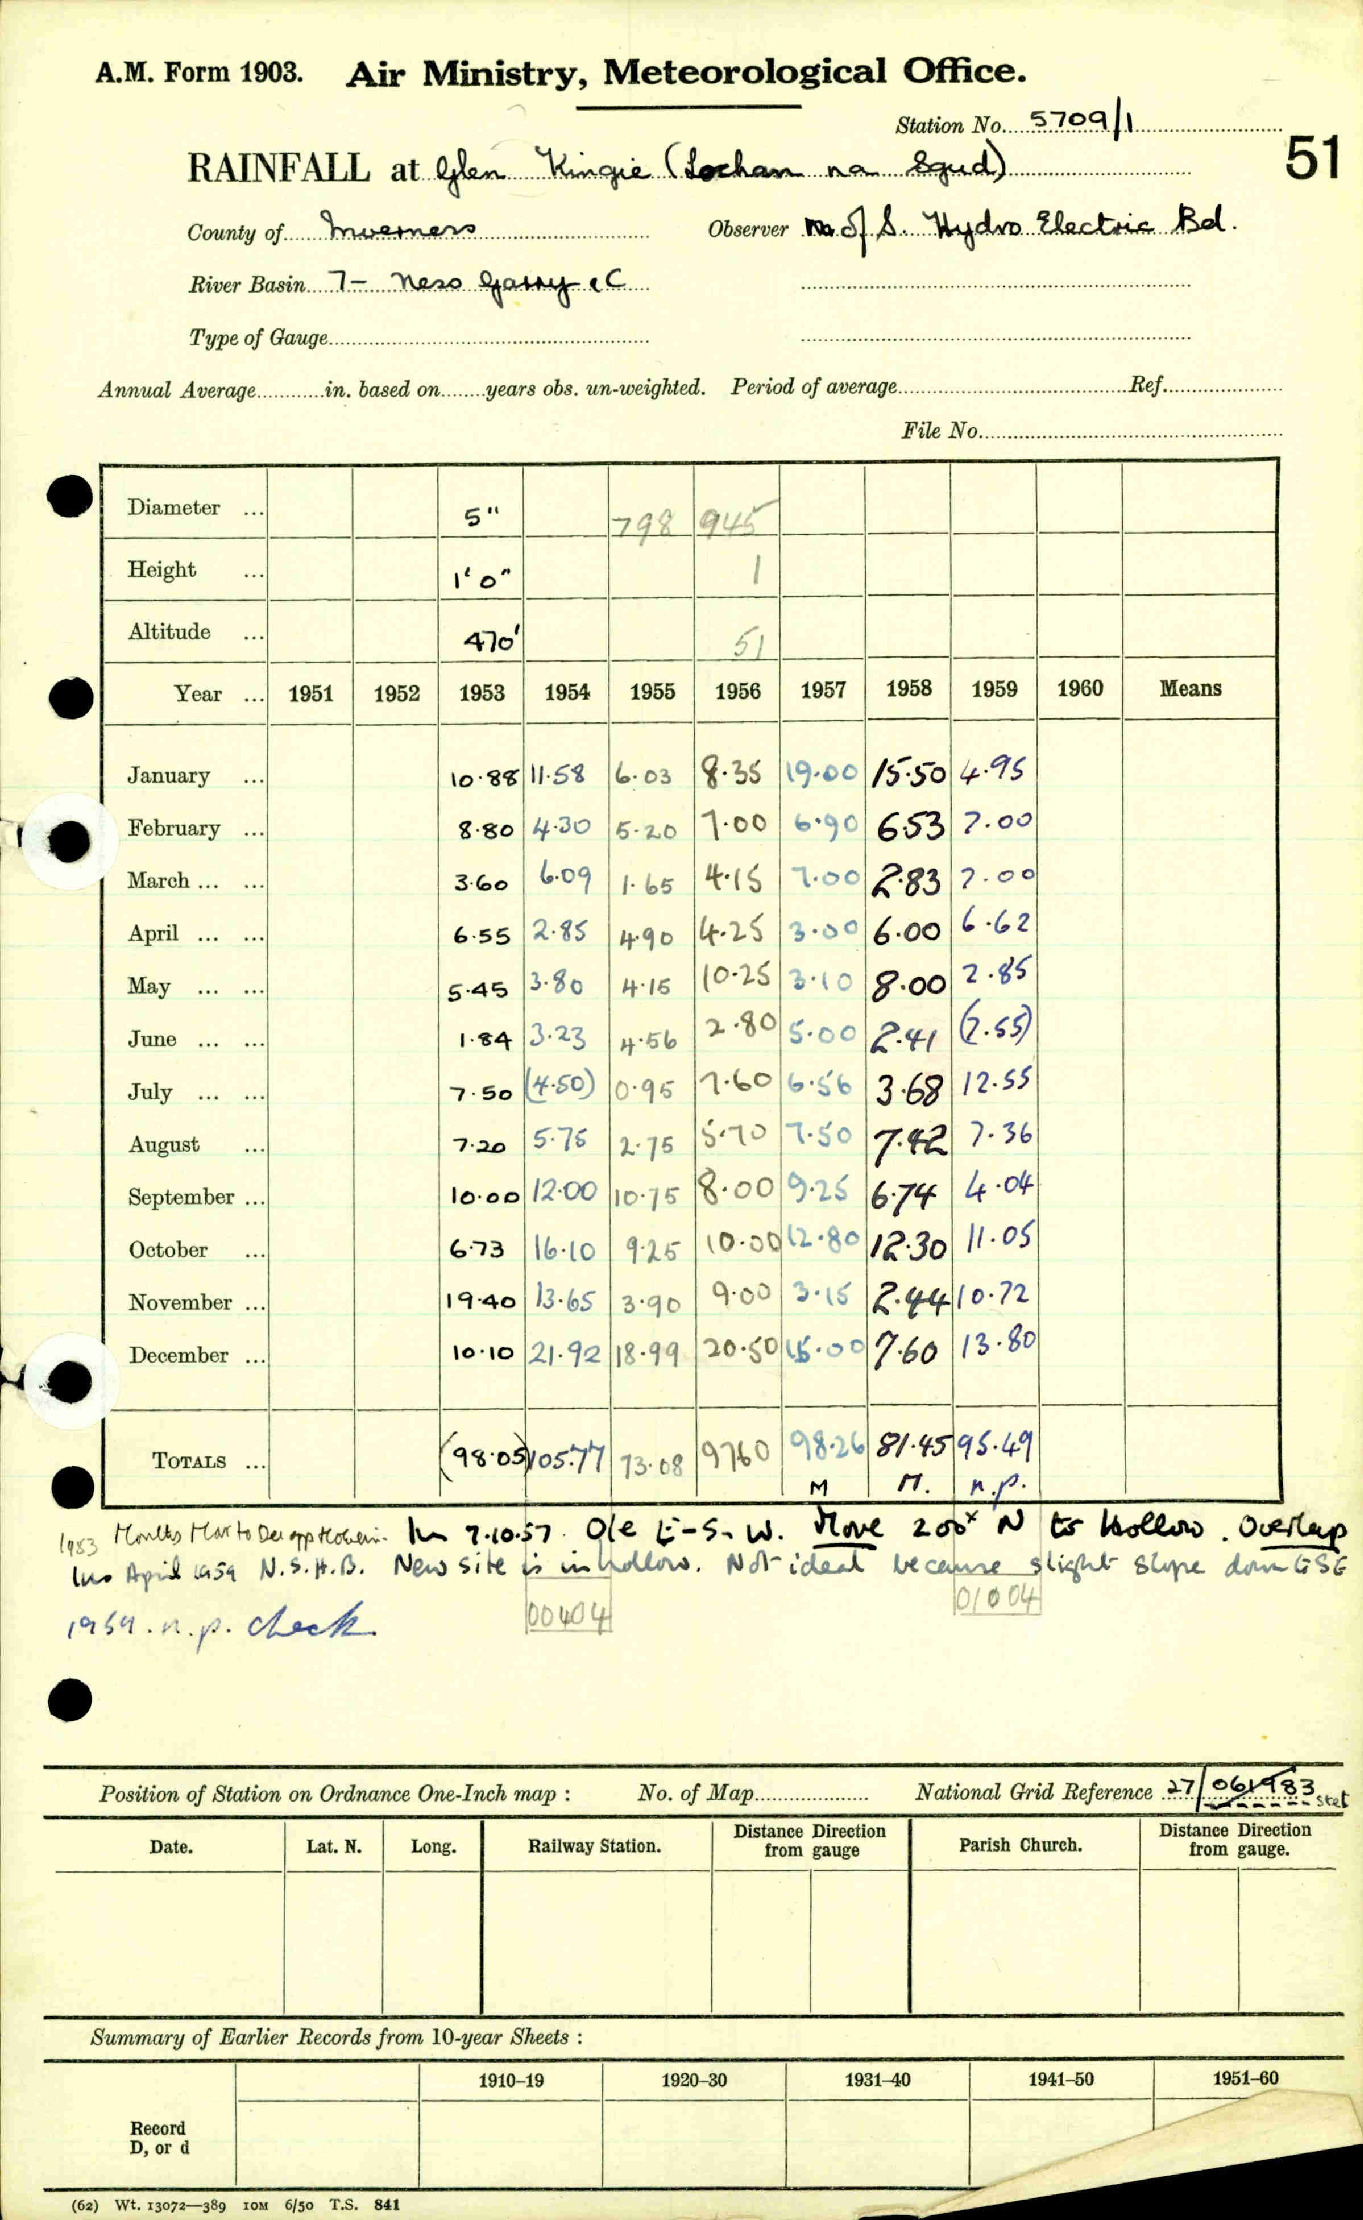 A.M. Form 1903. Air Ministry, Meteorological Office.
Station No. 5709/1
51
RAINFALL at Glen Kingie (Lochan na Sgud)
County of Inverness Observer N. of S. Hydro Electric Bd.
River Basin 7- Ness Garry & C
Type of Gauge
Annual Average in. based on years obs. un-weighted. Period of average Ref.
File No.
Diameter ... 5" 798 945
Height ... 1'0" 1
Altitude ... 470' 51
Year ... 1951 1952 1953 1954 1955 1956 1957 1958 1959 1960 Means
January ... 10.88 11.58 6.03 8.35 19.00 15.50 4.95
February ... 8.80 4.30 5.20 7.00 6.90 6.53 7.00
March ... ... 3.60 6.09 1.65 4.15 7.00 2.83 7.00
April ... ... 6.55 2.85 4.90 4.25 3.00 6.00 6.62
May ... ... 5.45 3.80 4.15 10.25 3.10 8.00 2.85
June ... ... 1.84 3.23 4.56 2.80 5.00 2.41 (7.55)
July ... ... 7.50 (4.50) 0.95 7.60 6.56 3.68 12.55
August ... 7.20 5.75 2.75 5.70 7.50 7.42 7.36
September ... 10.00 12.00 10.75 8.00 9.25 6.74 4.04
October ... 6.73 16.10 9.25 10.00 12.80 12.30 11.05
November ... 19.40 13.65 3.90 9.00 3.15 2.44 10.72
December ... 10.10 21.92 18.99 20.50 15.00 7.60 13.80
TOTALS ... (98.05) 105.77 73.08 9760 98.26 81.45 95.49
M M. n.p.
1953 Months Mar to Dec app In 7.10.57. O/e E-S-W. Move 200x N to Hollow. Overlap
Ins April 1959 N.S.H.B. New site is in hollow. Not ideal because slight slope down ESE
00404 01004
1959. n.p. check
Position of Station on Ordnance One-Inch map : No. of Map National Grid Reference 27/061983 stet
Date. Lat. N. Long. Railway Station. Distance Direction from gauge Parish Church. Distance Direction from gauge.
Summary of Earlier Records from 10-year Sheets :
1910-19 1920-30 1931-40 1941-50 1951-60
Record
D, or d
(62) Wt. 13072—389 10M 6/50 T.S. 841